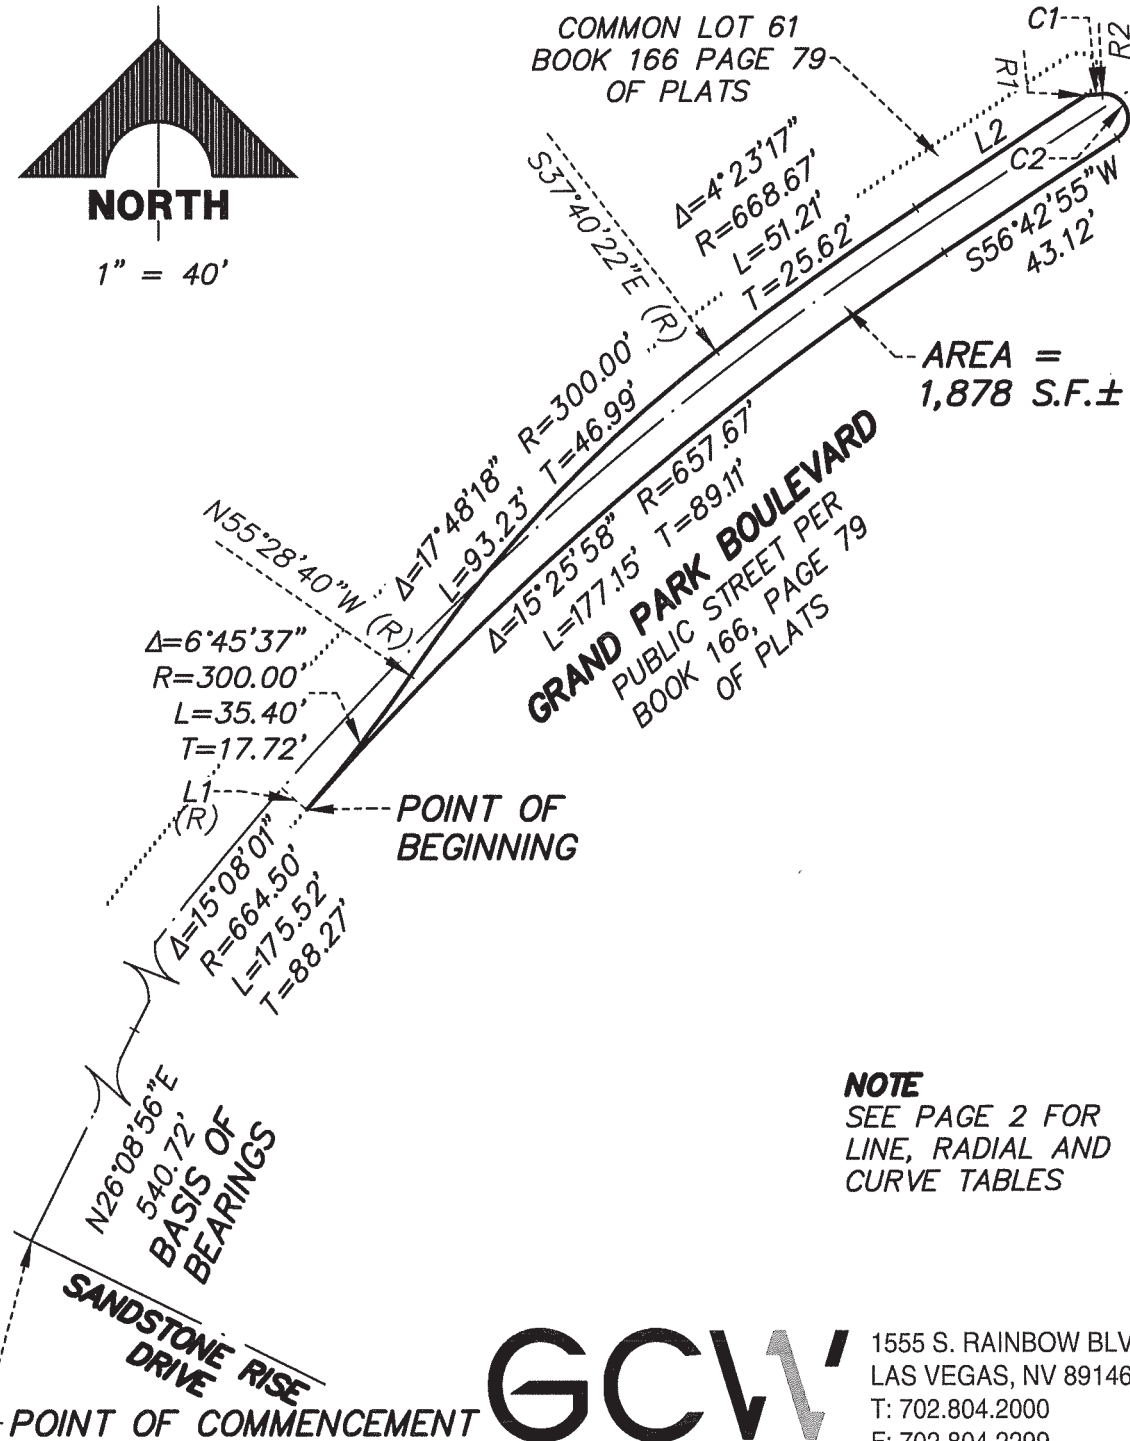 COMMON LOT 61
BOOK 166 PAGE 79
OF PLATS
C1
R2
R1
L2
C2
NORTH
1" = 40'
S37°40'22"E (R)
Δ=4°23'17"
R=668.67'
L=51.21'
T=25.62'
S56°42'55"W
43.12'
AREA =
1,878 S.F.±
Δ=17°48'18" R=300.00'
L=93.23' T=46.99'
N55°28'40"W (R)
Δ=15°25'58" R=657.67'
L=177.15' T=89.11'
GRAND PARK BOULEVARD
PUBLIC STREET PER
BOOK 166, PAGE 79
OF PLATS
Δ=6°45'37"
R=300.00'
L=35.40'
T=17.72'
L1
(R)
POINT OF
BEGINNING
Δ=15°08'01"
R=664.50'
L=175.52'
T=88.27'
N26°08'56"E
540.72'
BASIS OF
BEARINGS
NOTE
SEE PAGE 2 FOR
LINE, RADIAL AND
CURVE TABLES
SANDSTONE RISE
DRIVE
POINT OF COMMENCEMENT
GCW
1555 S. RAINBOW BLV
LAS VEGAS, NV 89146
T: 702.804.2000
F: 702.804.2299